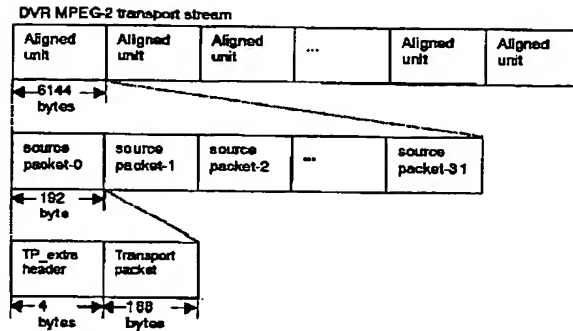 DVR MPEG-2 transport stream
Aligned unit
Aligned unit
Aligned unit
...
Aligned unit
Aligned unit
6144 bytes
source packet-0
source packet-1
source packet-2
...
source packet-31
192 byte
TP_extra header
Transport packet
4 bytes
188 bytes